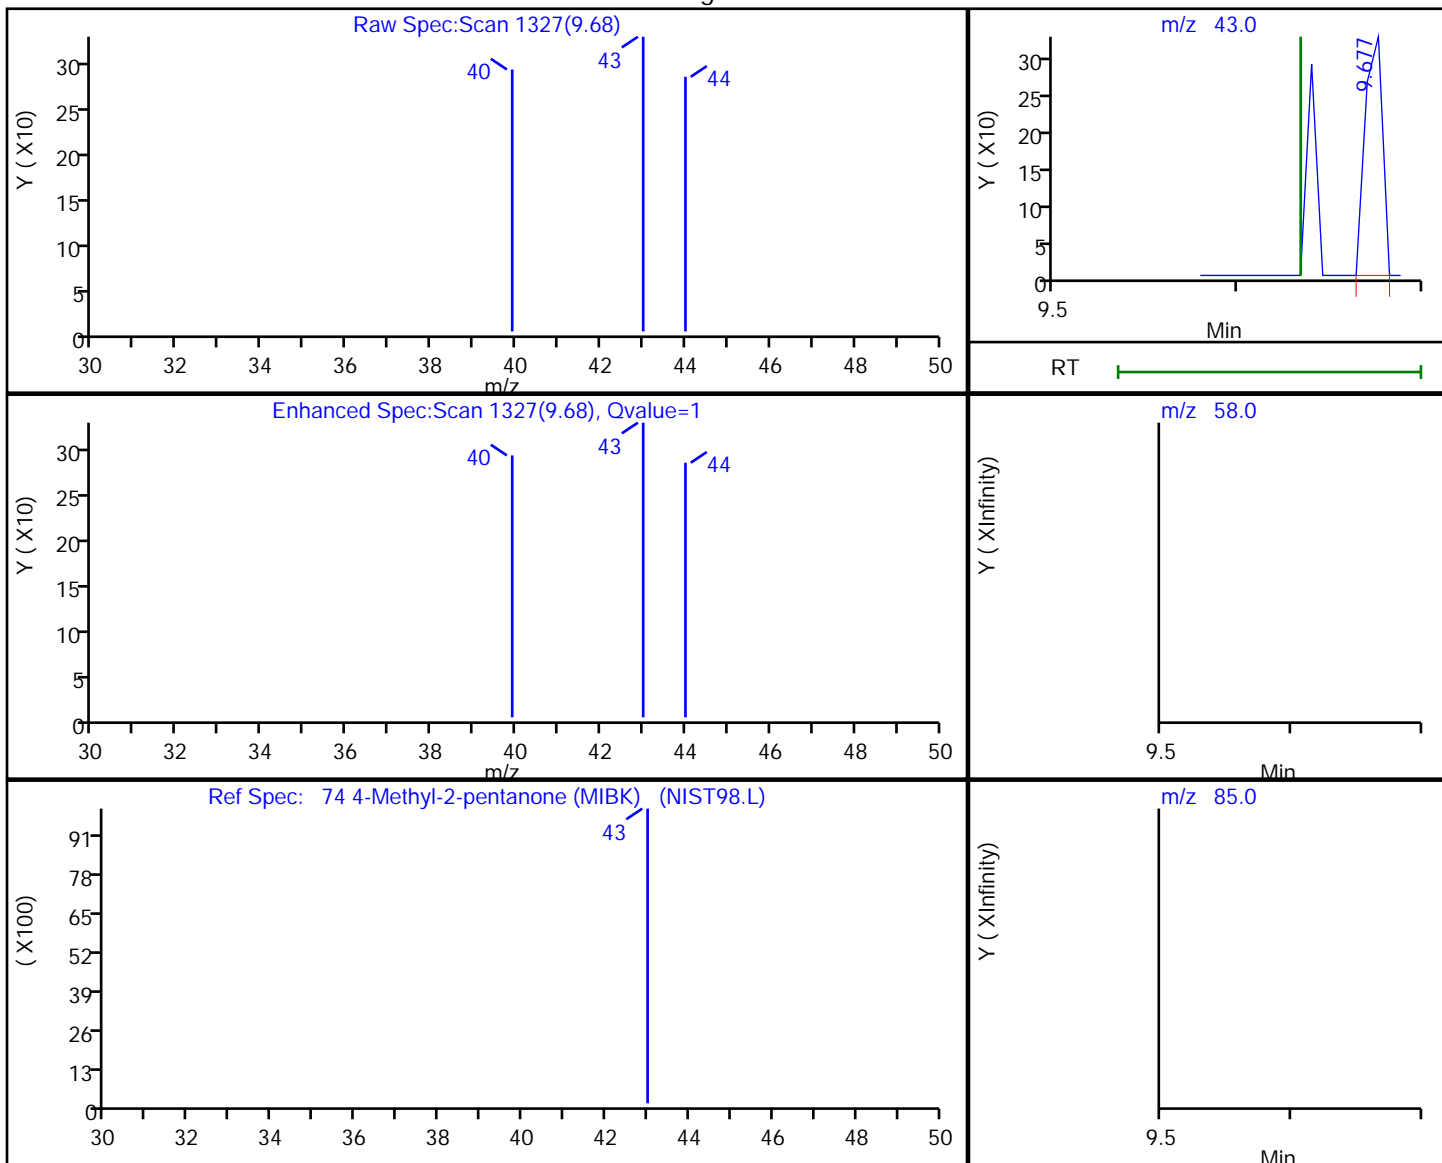 Raw Spec:Scan 1327(9.68)
40
43
44
Y ( X10)
30
25
20
15
10
5
0
30 32 34 36 38 40 42 44 46 48 50
m/z
m/z 43.0
9.677
Y ( X10)
30
25
20
15
10
5
0
9.5
Min
RT
Enhanced Spec:Scan 1327(9.68), Qvalue=1
40
43
44
Y ( X10)
30
25
20
15
10
5
0
30 32 34 36 38 40 42 44 46 48 50
m/z
m/z 58.0
Y ( XInfinity)
9.5
Min
Ref Spec: 74 4-Methyl-2-pentanone (MIBK) (NIST98.L)
43
( X100)
91
78
65
52
39
26
13
0
30 32 34 36 38 40 42 44 46 48 50
m/z 85.0
Y ( XInfinity)
9.5
Min